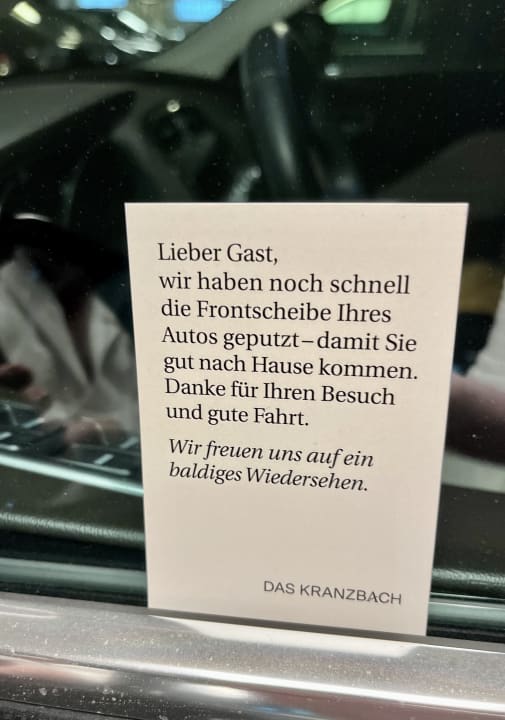 Lieber Gast,
wir haben noch schnell
die Frontscheibe Ihres
Autos geputzt – damit Sie
gut nach Hause kommen.
Danke für Ihren Besuch
und gute Fahrt.
Wir freuen uns auf ein
baldiges Wiedersehen.
DAS KRANZBACH